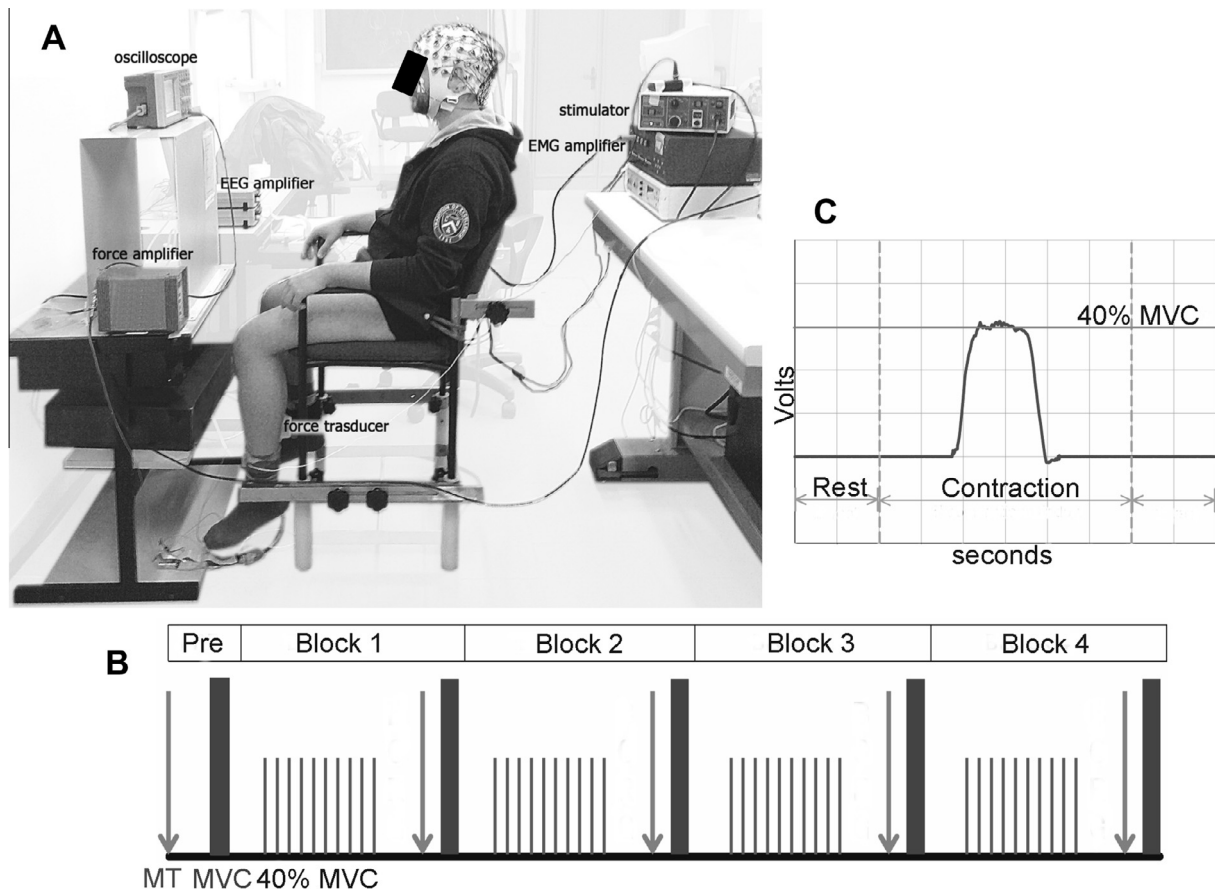 A
oscilloscope
stimulator
EMG amplifier
EEG amplifier
force amplifier
force trasducer
C
40% MVC
Volts
Rest
Contraction
seconds
B
Pre
Block 1
Block 2
Block 3
Block 4
MT
MVC
40% MVC